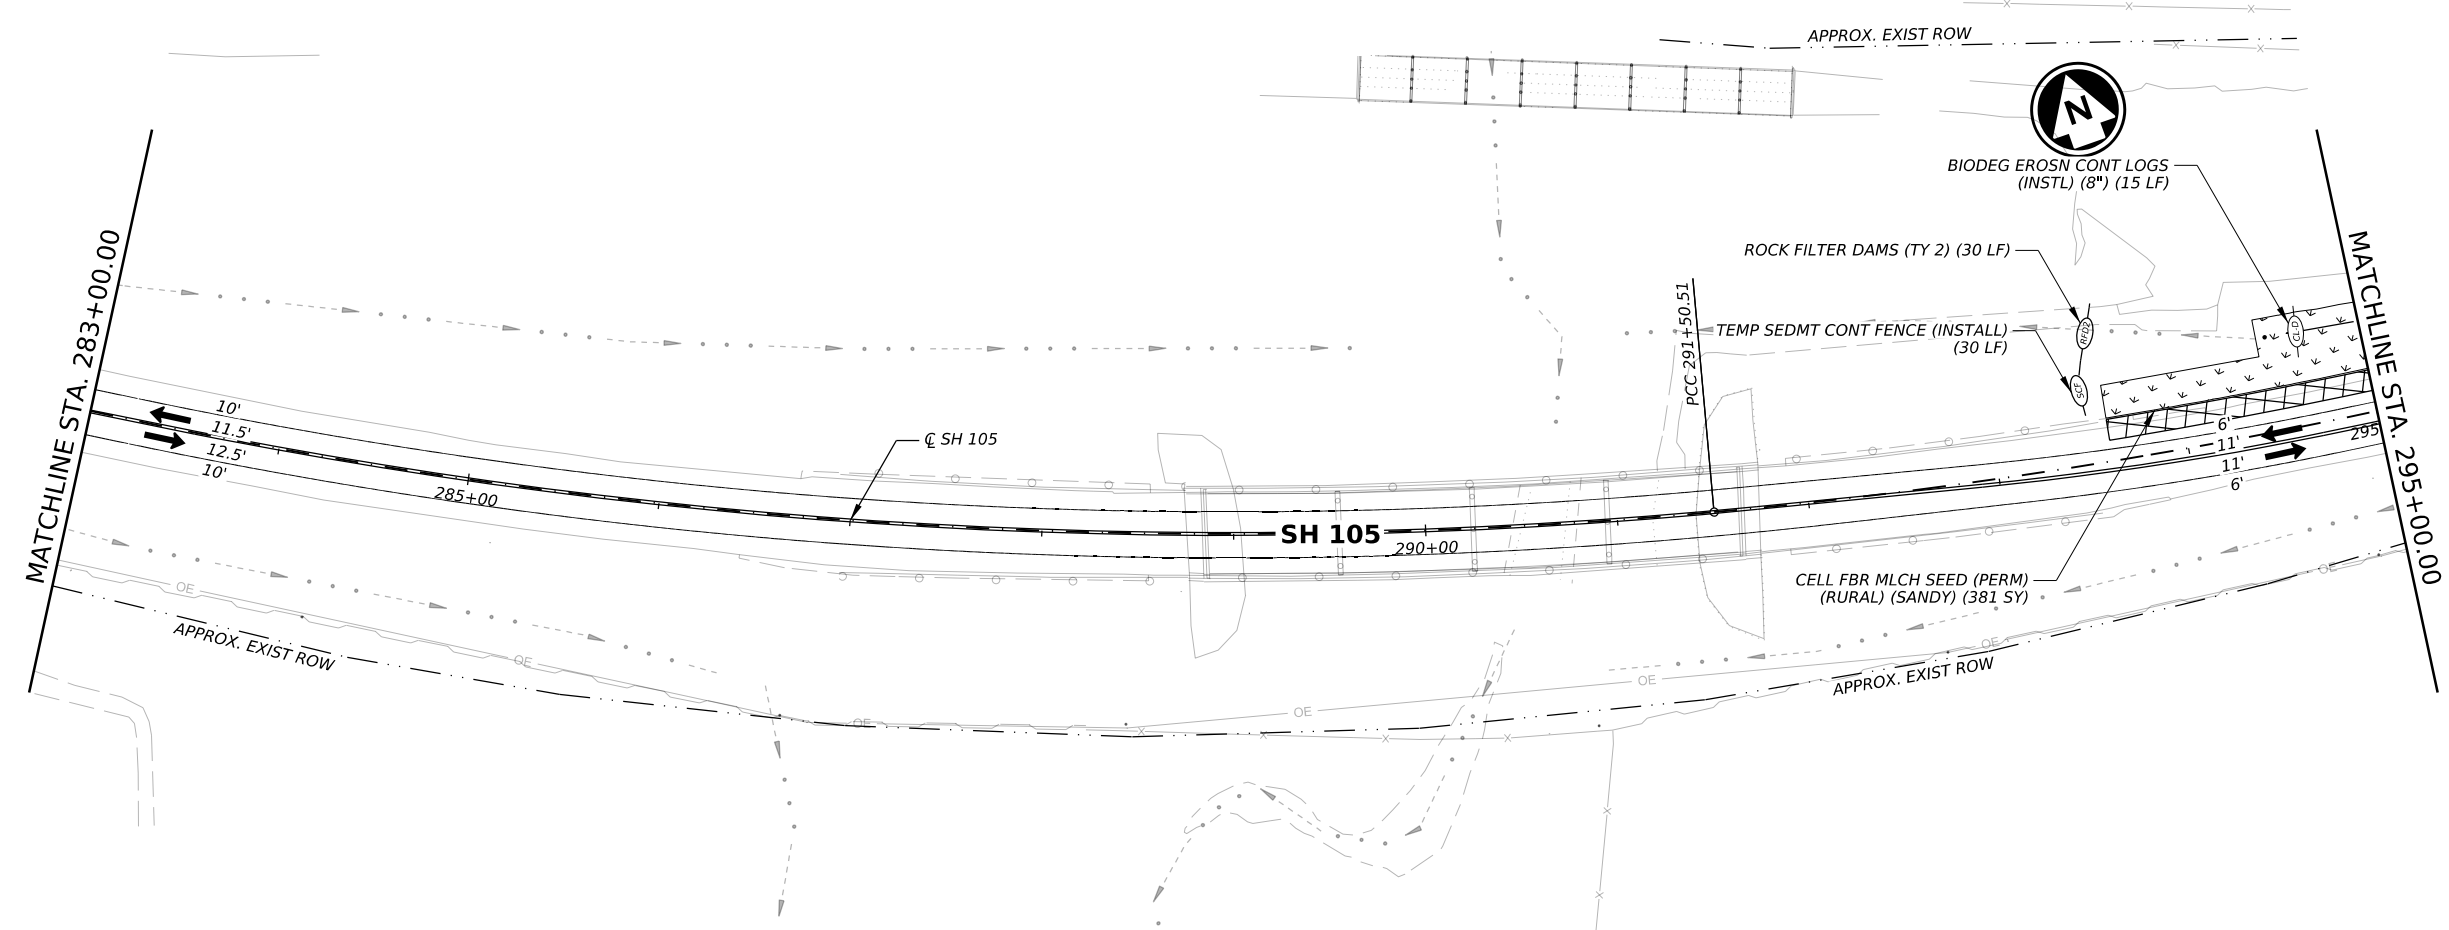 APPROX. EXIST ROW
N
BIODEG EROSN CONT LOGS
(INSTL) (8") (15 LF)
ROCK FILTER DAMS (TY 2) (30 LF)
TEMP SEDMT CONT FENCE (INSTALL)
(30 LF)
PCC 291+50.51
RFD2
SCF
CL-D
MATCHLINE STA. 283+00.00
MATCHLINE STA. 295+00.00
10'
11.5'
12.5'
10'
285+00
℄ SH 105
SH 105
290+00
6'
11'
11'
6'
295
CELL FBR MLCH SEED (PERM)
(RURAL) (SANDY) (381 SY)
OE
OE
OE
OE
OE
OE
OE
APPROX. EXIST ROW
APPROX. EXIST ROW